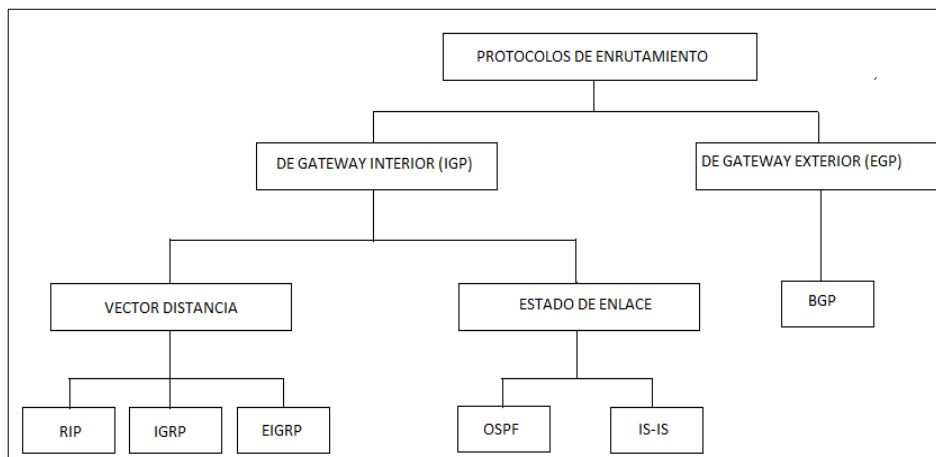 PROTOCOLOS DE ENRUTAMIENTO
DE GATEWAY INTERIOR (IGP)
DE GATEWAY EXTERIOR (EGP)
VECTOR DISTANCIA
ESTADO DE ENLACE
BGP
RIP
IGRP
EIGRP
OSPF
IS-IS